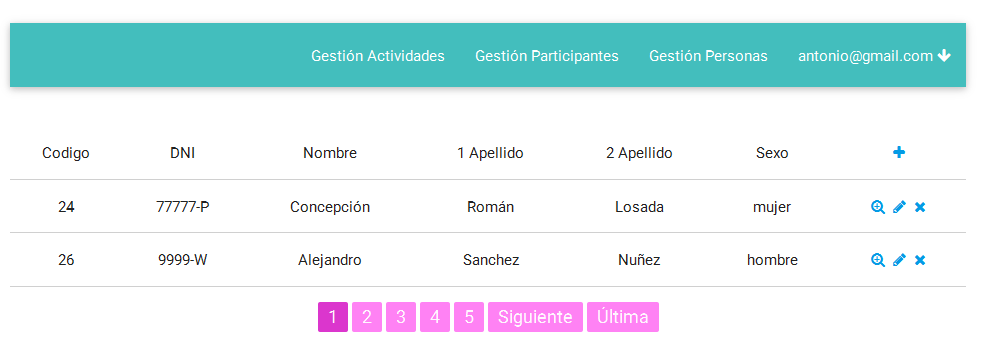 Gestión Actividades Gestión Participantes Gestión Personas antonio@gmail.com
Codigo DNI Nombre 1 Apellido 2 Apellido Sexo
24 77777-P Concepción Román Losada mujer
26 9999-W Alejandro Sanchez Nuñez hombre
1 2 3 4 5 Siguiente Última